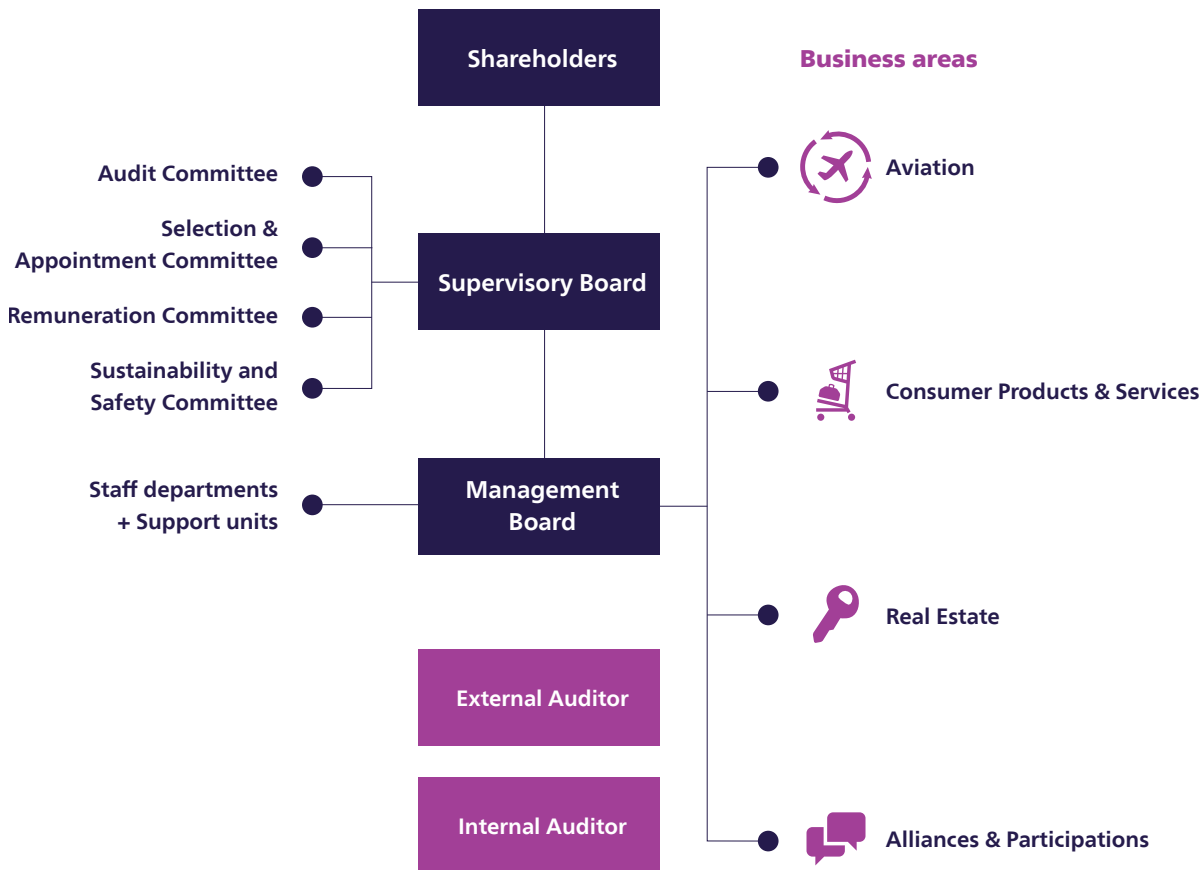 Shareholders
Business areas
Audit Committee
Selection &
Appointment Committee
Remuneration Committee
Sustainability and
Safety Committee
Supervisory Board
Staff departments
+ Support units
Management
Board
External Auditor
Internal Auditor
Aviation
Consumer Products & Services
Real Estate
Alliances & Participations